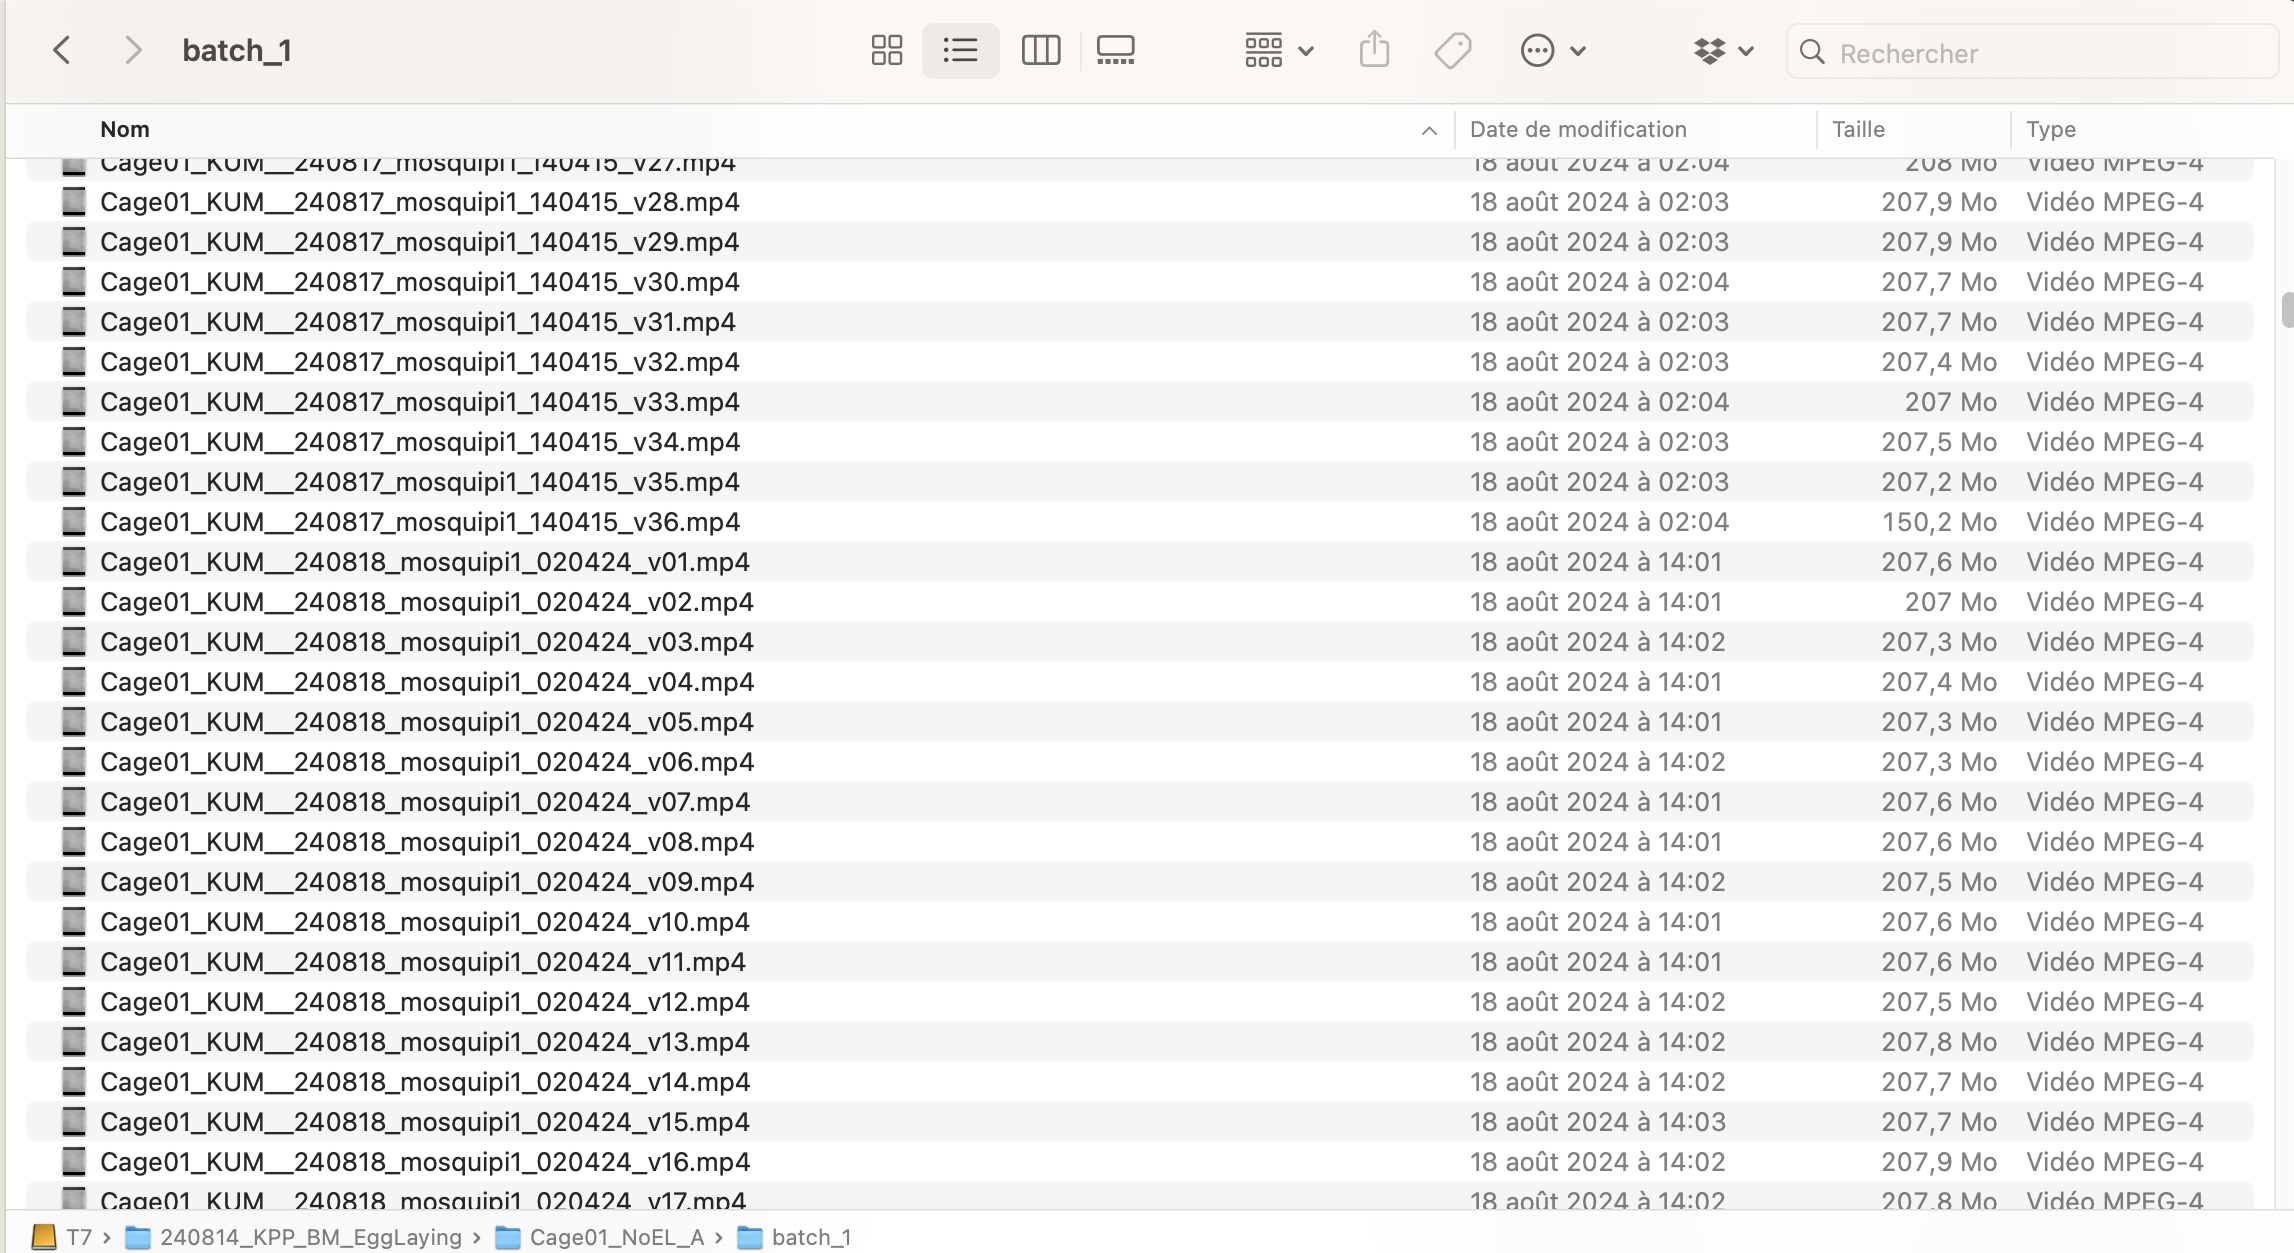 batch_1
Rechercher
Nom Date de modification Taille Type
Cage01_KUM__240817_mosquipi1_140415_v27.mp4 18 août 2024 à 02:04 208 Mo Vidéo MPEG-4
Cage01_KUM__240817_mosquipi1_140415_v28.mp4 18 août 2024 à 02:03 207,9 Mo Vidéo MPEG-4
Cage01_KUM__240817_mosquipi1_140415_v29.mp4 18 août 2024 à 02:03 207,9 Mo Vidéo MPEG-4
Cage01_KUM__240817_mosquipi1_140415_v30.mp4 18 août 2024 à 02:04 207,7 Mo Vidéo MPEG-4
Cage01_KUM__240817_mosquipi1_140415_v31.mp4 18 août 2024 à 02:03 207,7 Mo Vidéo MPEG-4
Cage01_KUM__240817_mosquipi1_140415_v32.mp4 18 août 2024 à 02:03 207,4 Mo Vidéo MPEG-4
Cage01_KUM__240817_mosquipi1_140415_v33.mp4 18 août 2024 à 02:04 207 Mo Vidéo MPEG-4
Cage01_KUM__240817_mosquipi1_140415_v34.mp4 18 août 2024 à 02:03 207,5 Mo Vidéo MPEG-4
Cage01_KUM__240817_mosquipi1_140415_v35.mp4 18 août 2024 à 02:03 207,2 Mo Vidéo MPEG-4
Cage01_KUM__240817_mosquipi1_140415_v36.mp4 18 août 2024 à 02:04 150,2 Mo Vidéo MPEG-4
Cage01_KUM__240818_mosquipi1_020424_v01.mp4 18 août 2024 à 14:01 207,6 Mo Vidéo MPEG-4
Cage01_KUM__240818_mosquipi1_020424_v02.mp4 18 août 2024 à 14:01 207 Mo Vidéo MPEG-4
Cage01_KUM__240818_mosquipi1_020424_v03.mp4 18 août 2024 à 14:02 207,3 Mo Vidéo MPEG-4
Cage01_KUM__240818_mosquipi1_020424_v04.mp4 18 août 2024 à 14:01 207,4 Mo Vidéo MPEG-4
Cage01_KUM__240818_mosquipi1_020424_v05.mp4 18 août 2024 à 14:01 207,3 Mo Vidéo MPEG-4
Cage01_KUM__240818_mosquipi1_020424_v06.mp4 18 août 2024 à 14:02 207,3 Mo Vidéo MPEG-4
Cage01_KUM__240818_mosquipi1_020424_v07.mp4 18 août 2024 à 14:01 207,6 Mo Vidéo MPEG-4
Cage01_KUM__240818_mosquipi1_020424_v08.mp4 18 août 2024 à 14:01 207,6 Mo Vidéo MPEG-4
Cage01_KUM__240818_mosquipi1_020424_v09.mp4 18 août 2024 à 14:02 207,5 Mo Vidéo MPEG-4
Cage01_KUM__240818_mosquipi1_020424_v10.mp4 18 août 2024 à 14:01 207,6 Mo Vidéo MPEG-4
Cage01_KUM__240818_mosquipi1_020424_v11.mp4 18 août 2024 à 14:01 207,6 Mo Vidéo MPEG-4
Cage01_KUM__240818_mosquipi1_020424_v12.mp4 18 août 2024 à 14:02 207,5 Mo Vidéo MPEG-4
Cage01_KUM__240818_mosquipi1_020424_v13.mp4 18 août 2024 à 14:02 207,8 Mo Vidéo MPEG-4
Cage01_KUM__240818_mosquipi1_020424_v14.mp4 18 août 2024 à 14:02 207,7 Mo Vidéo MPEG-4
Cage01_KUM__240818_mosquipi1_020424_v15.mp4 18 août 2024 à 14:03 207,7 Mo Vidéo MPEG-4
Cage01_KUM__240818_mosquipi1_020424_v16.mp4 18 août 2024 à 14:02 207,9 Mo Vidéo MPEG-4
Cage01_KUM__240818_mosquipi1_020424_v17.mp4 18 août 2024 à 14:02 207,8 Mo Vidéo MPEG-4
T7 › 240814_KPP_BM_EggLaying › Cage01_NoEL_A › batch_1